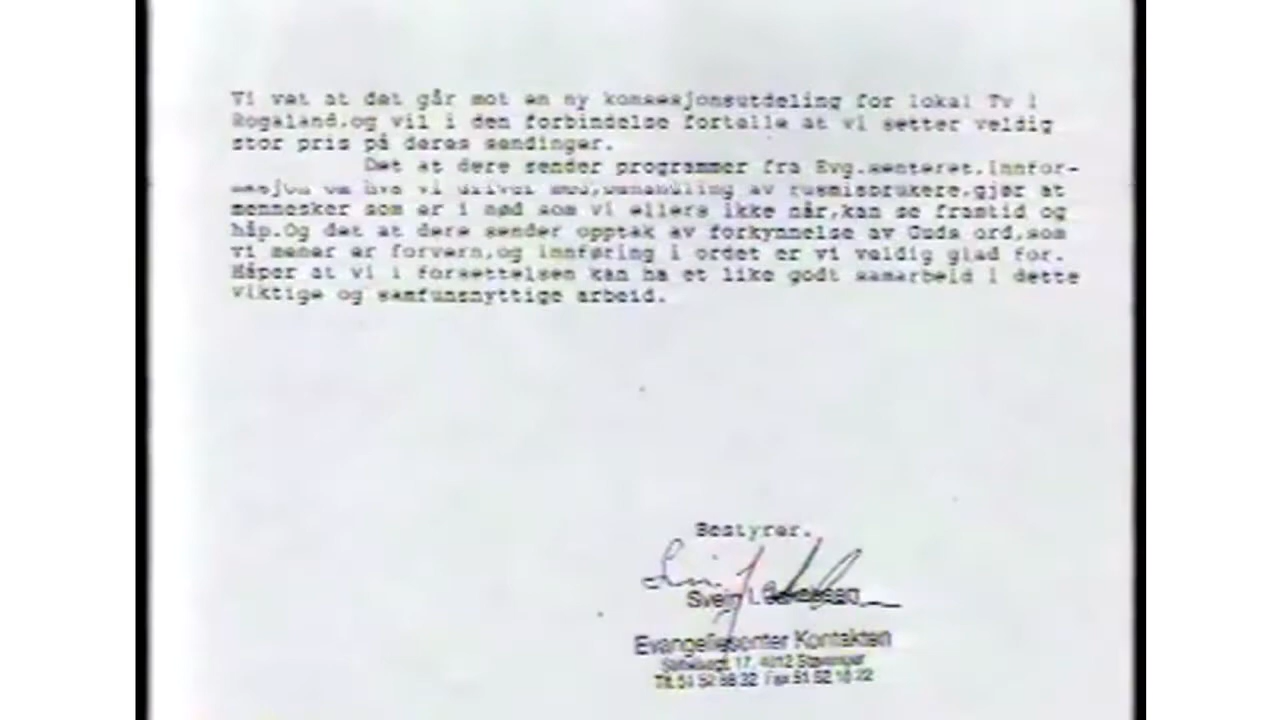 Vi vet at det går mot en ny konsesjonsutdeling for lokal Tv i
Rogaland,og vil i den forbindelse fortelle at vi setter veldig
stor pris på deres sendinger.
Det at dere sender programmer fra Evg.senteret,innfor-
masjon om hva vi driver med,behandling av rusmisbrukere,gjør at
mennesker som er i nød som vi ellers ikke når,kan se framtid og
håp.Og det at dere sender opptak av forkynnelse av Guds ord,som
vi mener er forvern,og innføring i ordet er vi veldig glad for.
Håper at vi i forsettelsen kan ha et like godt samarbeid i dette
viktige og samfunsnyttige arbeid.
Bestyrer.
Svein
Evangeliesenter Kontakten
17, 4012 Stavanger